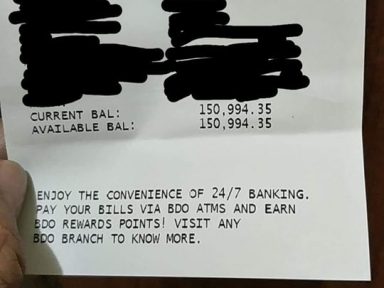 CURRENT BAL: 150,994.35
AVAILABLE BAL: 150,994.35
ENJOY THE CONVENIENCE OF 24/7 BANKING.
PAY YOUR BILLS VIA BDO ATMS AND EARN
BDO REWARDS POINTS! VISIT ANY
BDO BRANCH TO KNOW MORE.